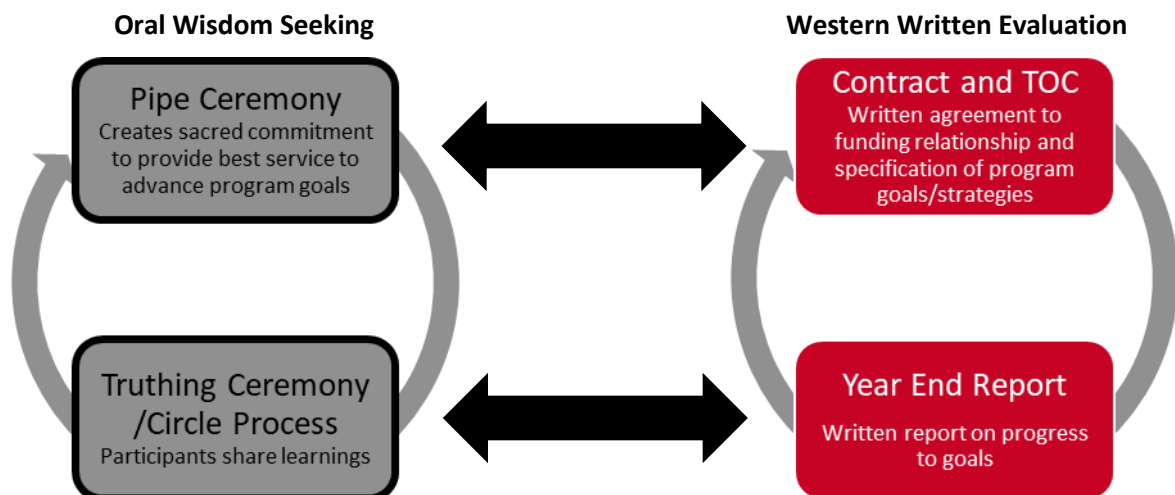 Oral Wisdom Seeking
Western Written Evaluation
Pipe Ceremony
Creates sacred commitment
to provide best service to
advance program goals
Contract and TOC
Written agreement to
funding relationship and
specification of program
goals/strategies
Truthing Ceremony
/Circle Process
Participants share learnings
Year End Report
Written report on progress
to goals